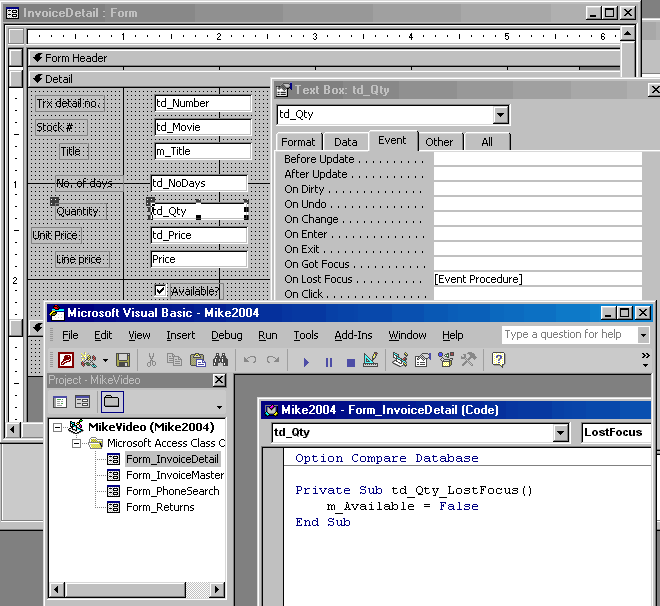 InvoiceDetail : Form
1 2 3 4 5 6
Form Header
Detail
Trx detail no. td_Number
Stock # td_Movie
Title m_Title
1
No. of days td_NoDays
Quantity td_Qty
Unit Price td_Price
Line price Price
2
Available?
Text Box: td_Qty
td_Qty
Format Data Event Other All
Before Update . . . . . . . . . .
After Update . . . . . . . . . . .
On Dirty . . . . . . . . . . . . . .
On Undo . . . . . . . . . . . . .
On Change . . . . . . . . . . . .
On Enter . . . . . . . . . . . . .
On Exit . . . . . . . . . . . . . . .
On Got Focus . . . . . . . . . .
On Lost Focus . . . . . . . . . . [Event Procedure]
On Click . . . . . . . . . . . . . .
Microsoft Visual Basic - Mike2004
File Edit View Insert Debug Run Tools Add-Ins Window Help Type a question for help
Project - MikeVideo
MikeVideo (Mike2004)
Microsoft Access Class C
Form_InvoiceDetail
Form_InvoiceMaster
Form_PhoneSearch
Form_Returns
Mike2004 - Form_InvoiceDetail (Code)
td_Qty LostFocus
Option Compare Database
Private Sub td_Qty_LostFocus()
m_Available = False
End Sub